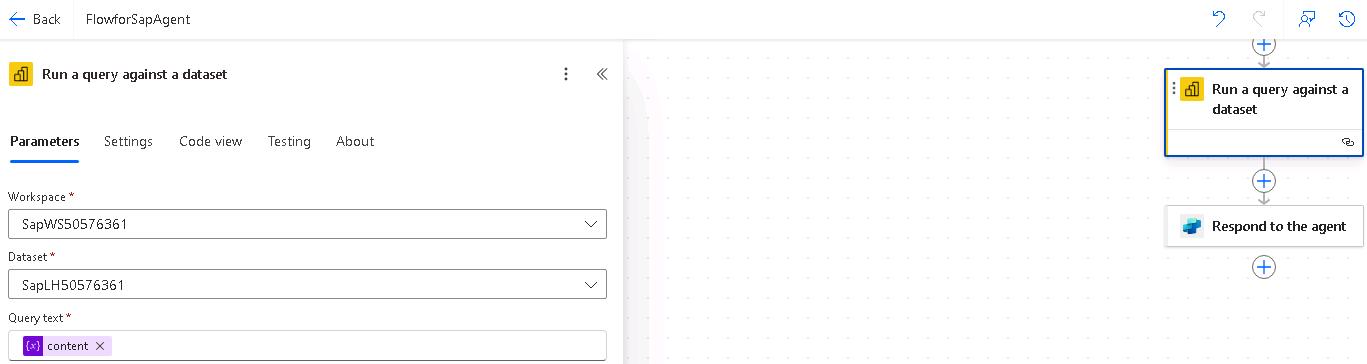 Back FlowforSapAgent
Run a query against a dataset
Parameters Settings Code view Testing About
Workspace *
SapWS50576361
Dataset *
SapLH50576361
Query text *
{x} content ×
Run a query against a
dataset
Respond to the agent